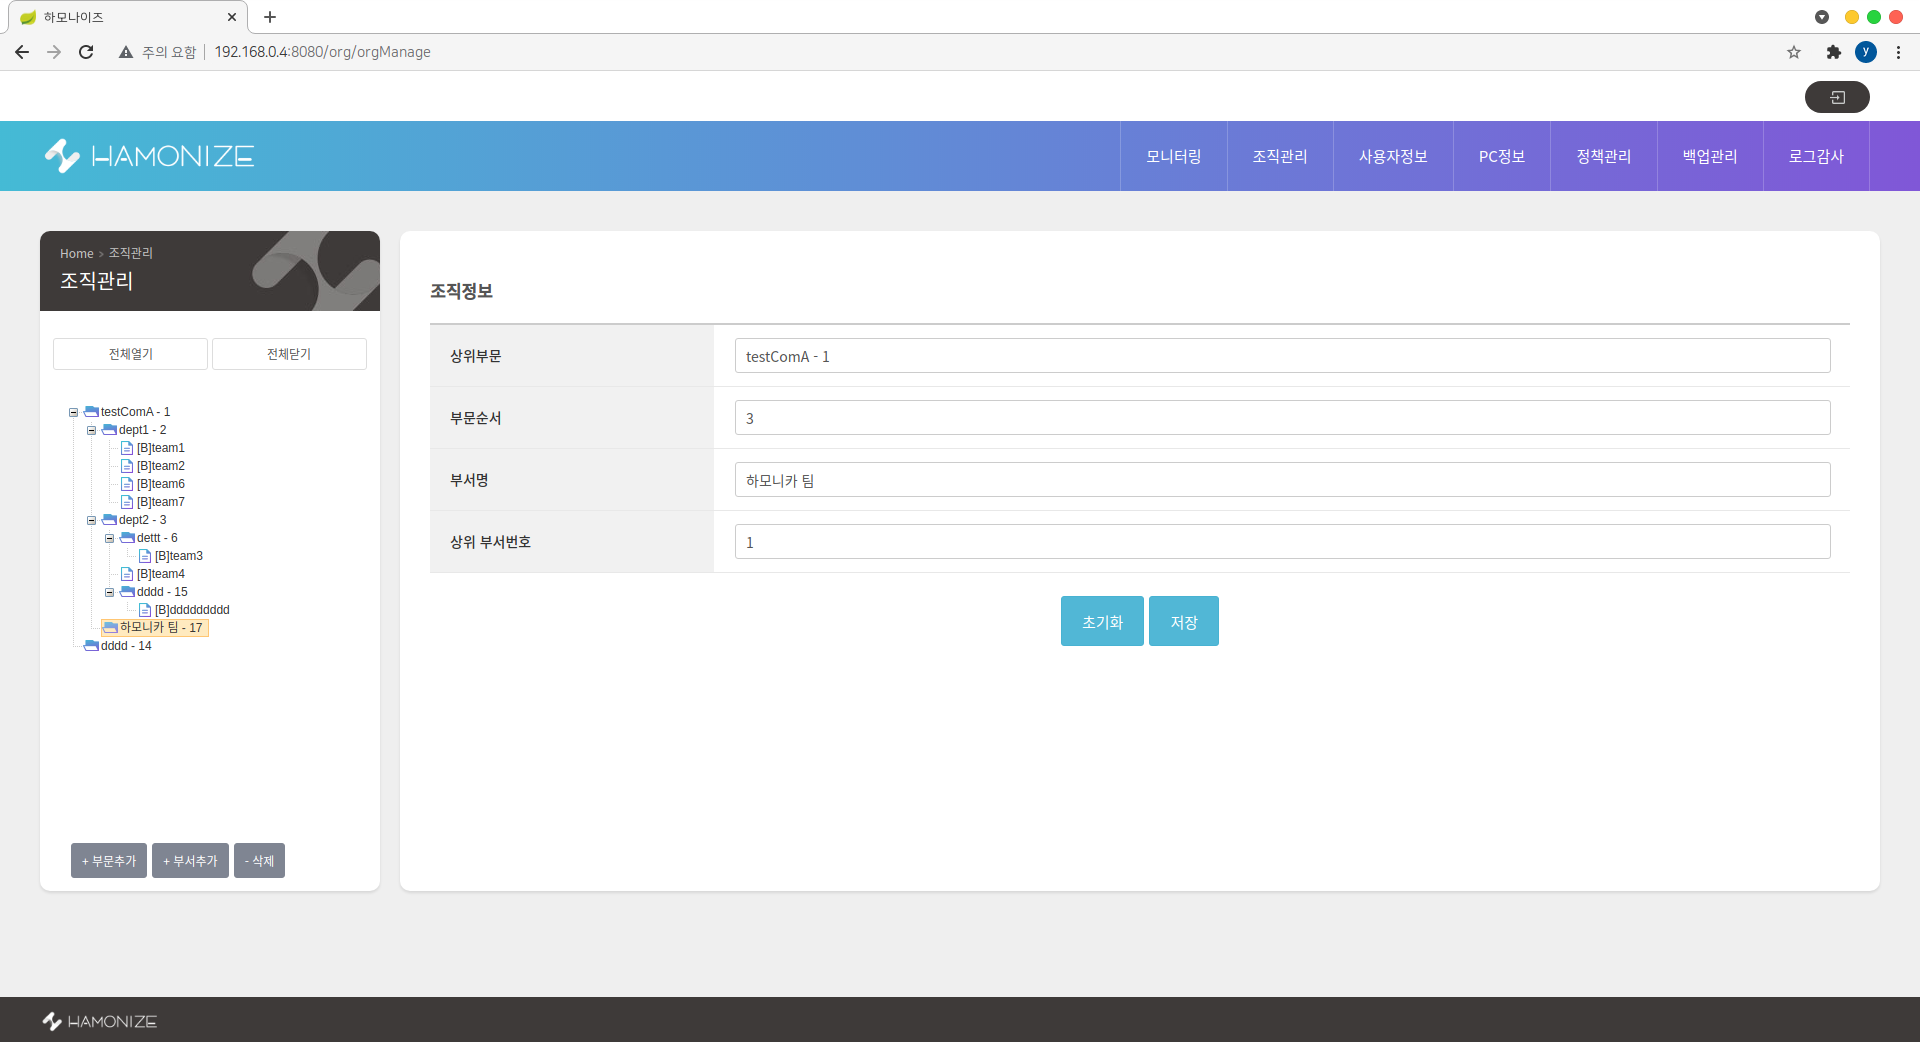 하모나이즈
주의 요함 192.168.0.4:8080/org/orgManage
y
HAMONIZE
모니터링 조직관리 사용자정보 PC정보 정책관리 백업관리 로그감사
Home > 조직관리
조직관리
전체열기 전체닫기
testComA - 1
dept1 - 2
[B]team1
[B]team2
[B]team6
[B]team7
dept2 - 3
dettt - 6
[B]team3
[B]team4
dddd - 15
[B]ddddddddd
하모니카 팀 - 17
dddd - 14
+ 부문추가 + 부서추가 - 삭제
조직정보
상위부문 testComA - 1
부문순서 3
부서명 하모니카 팀
상위 부서번호 1
초기화 저장
HAMONIZE